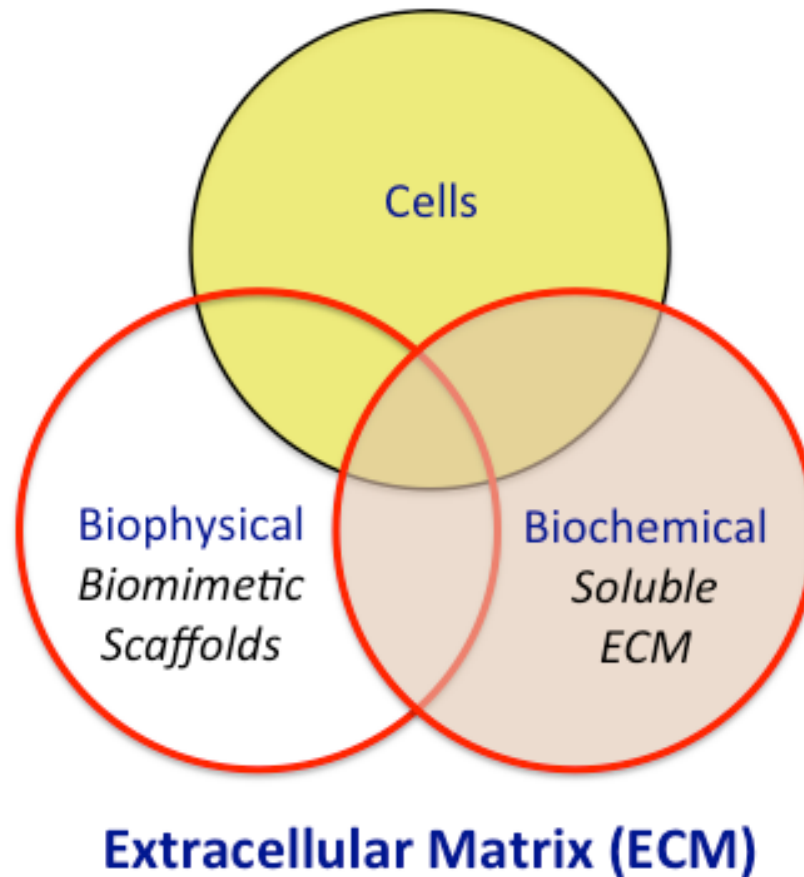 Cells
Biophysical
Biomimetic
Scaffolds
Biochemical
Soluble
ECM
Extracellular Matrix (ECM)